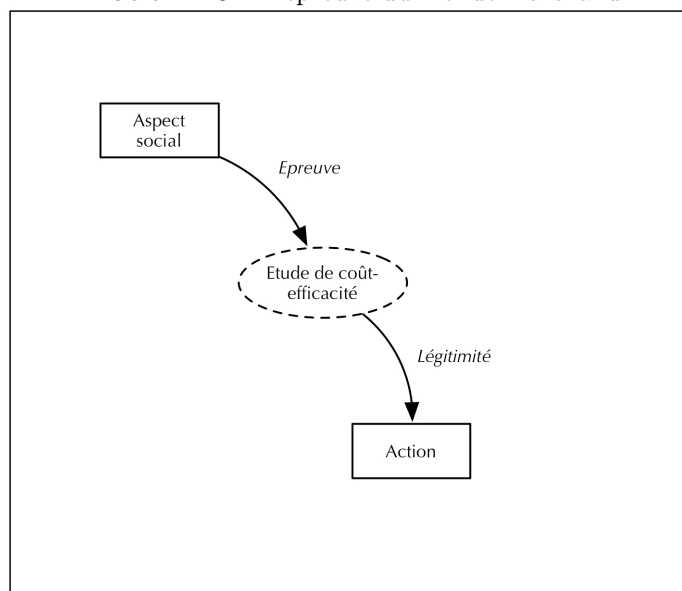 Aspect
social
Epreuve
Etude de coût-
efficacité
Légitimité
Action